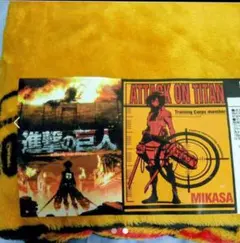 進撃の巨人
ATTACK ON TITAN
Training Corps member
MIKASA